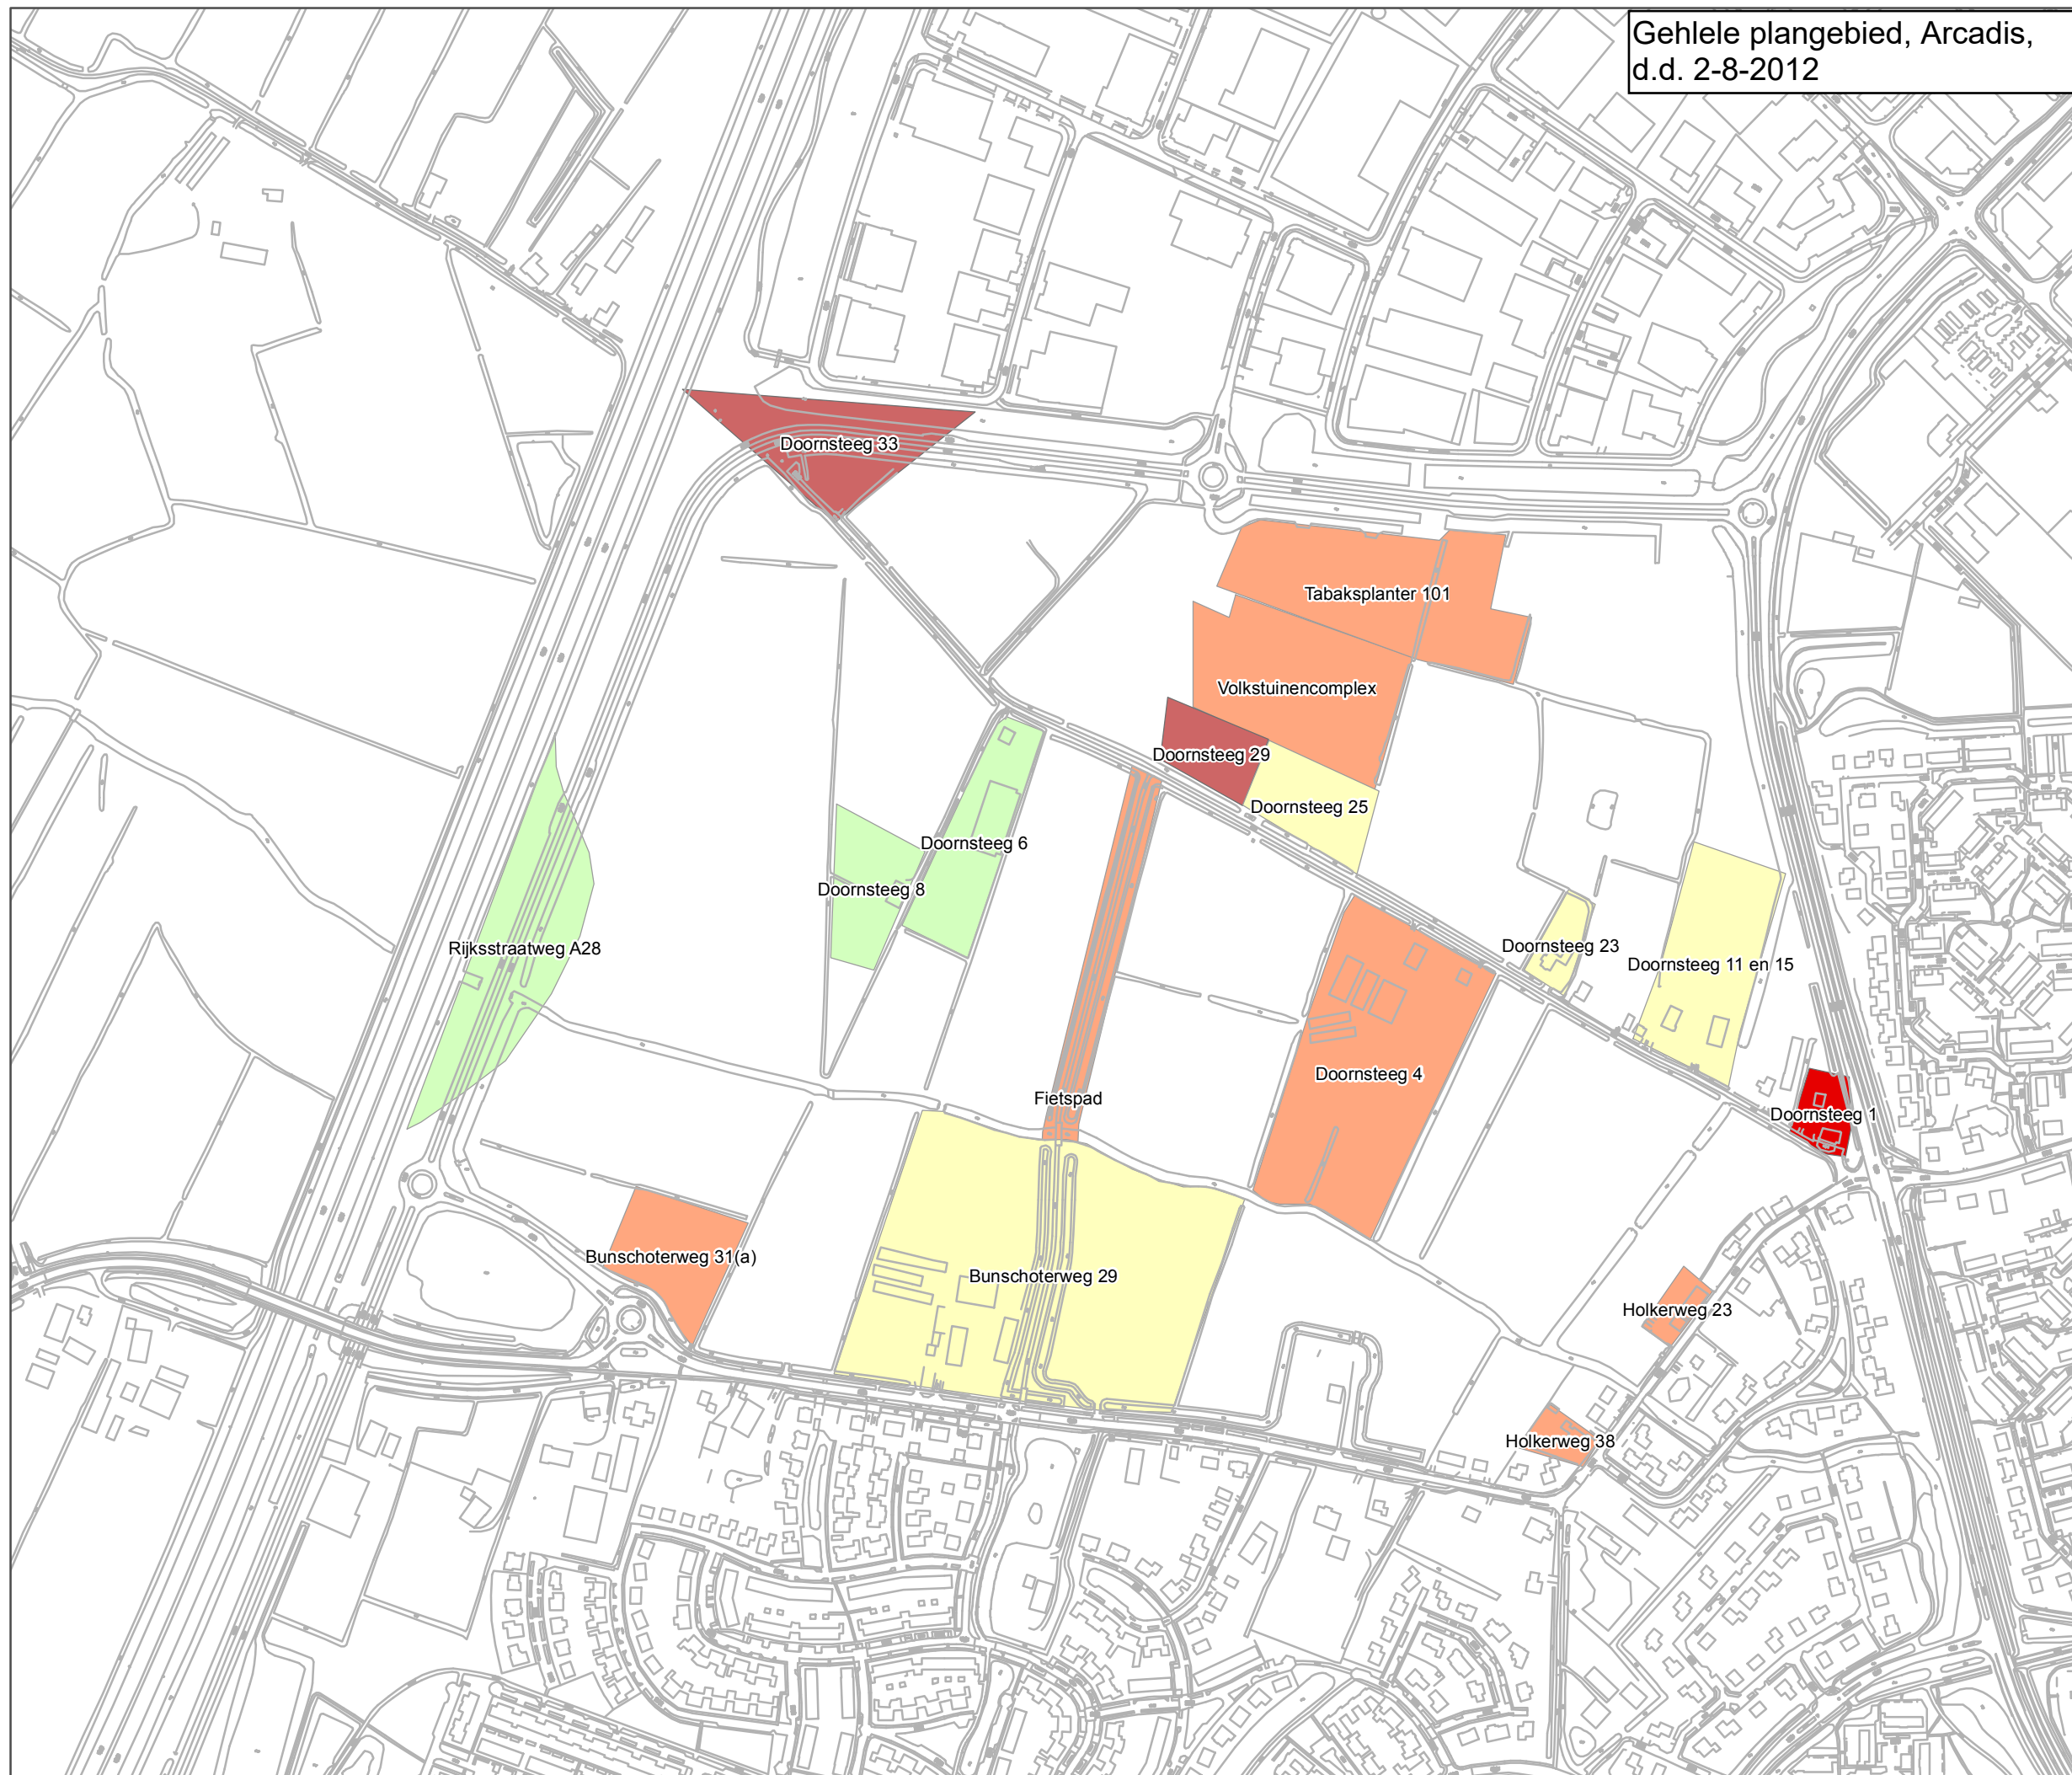 Gehlele plangebied, Arcadis,
d.d. 2-8-2012
Doornsteeg 33
Tabaksplanter 101
Volkstuinencomplex
Doornsteeg 29
Doornsteeg 25
Doornsteeg 6
Doornsteeg 8
Rijksstraatweg A28
Doornsteeg 23
Doornsteeg 11 en 15
Doornsteeg 4
Fietspad
Doornsteeg 1
Bunschoterweg 31(a)
Bunschoterweg 29
Holkerweg 23
Holkerweg 38